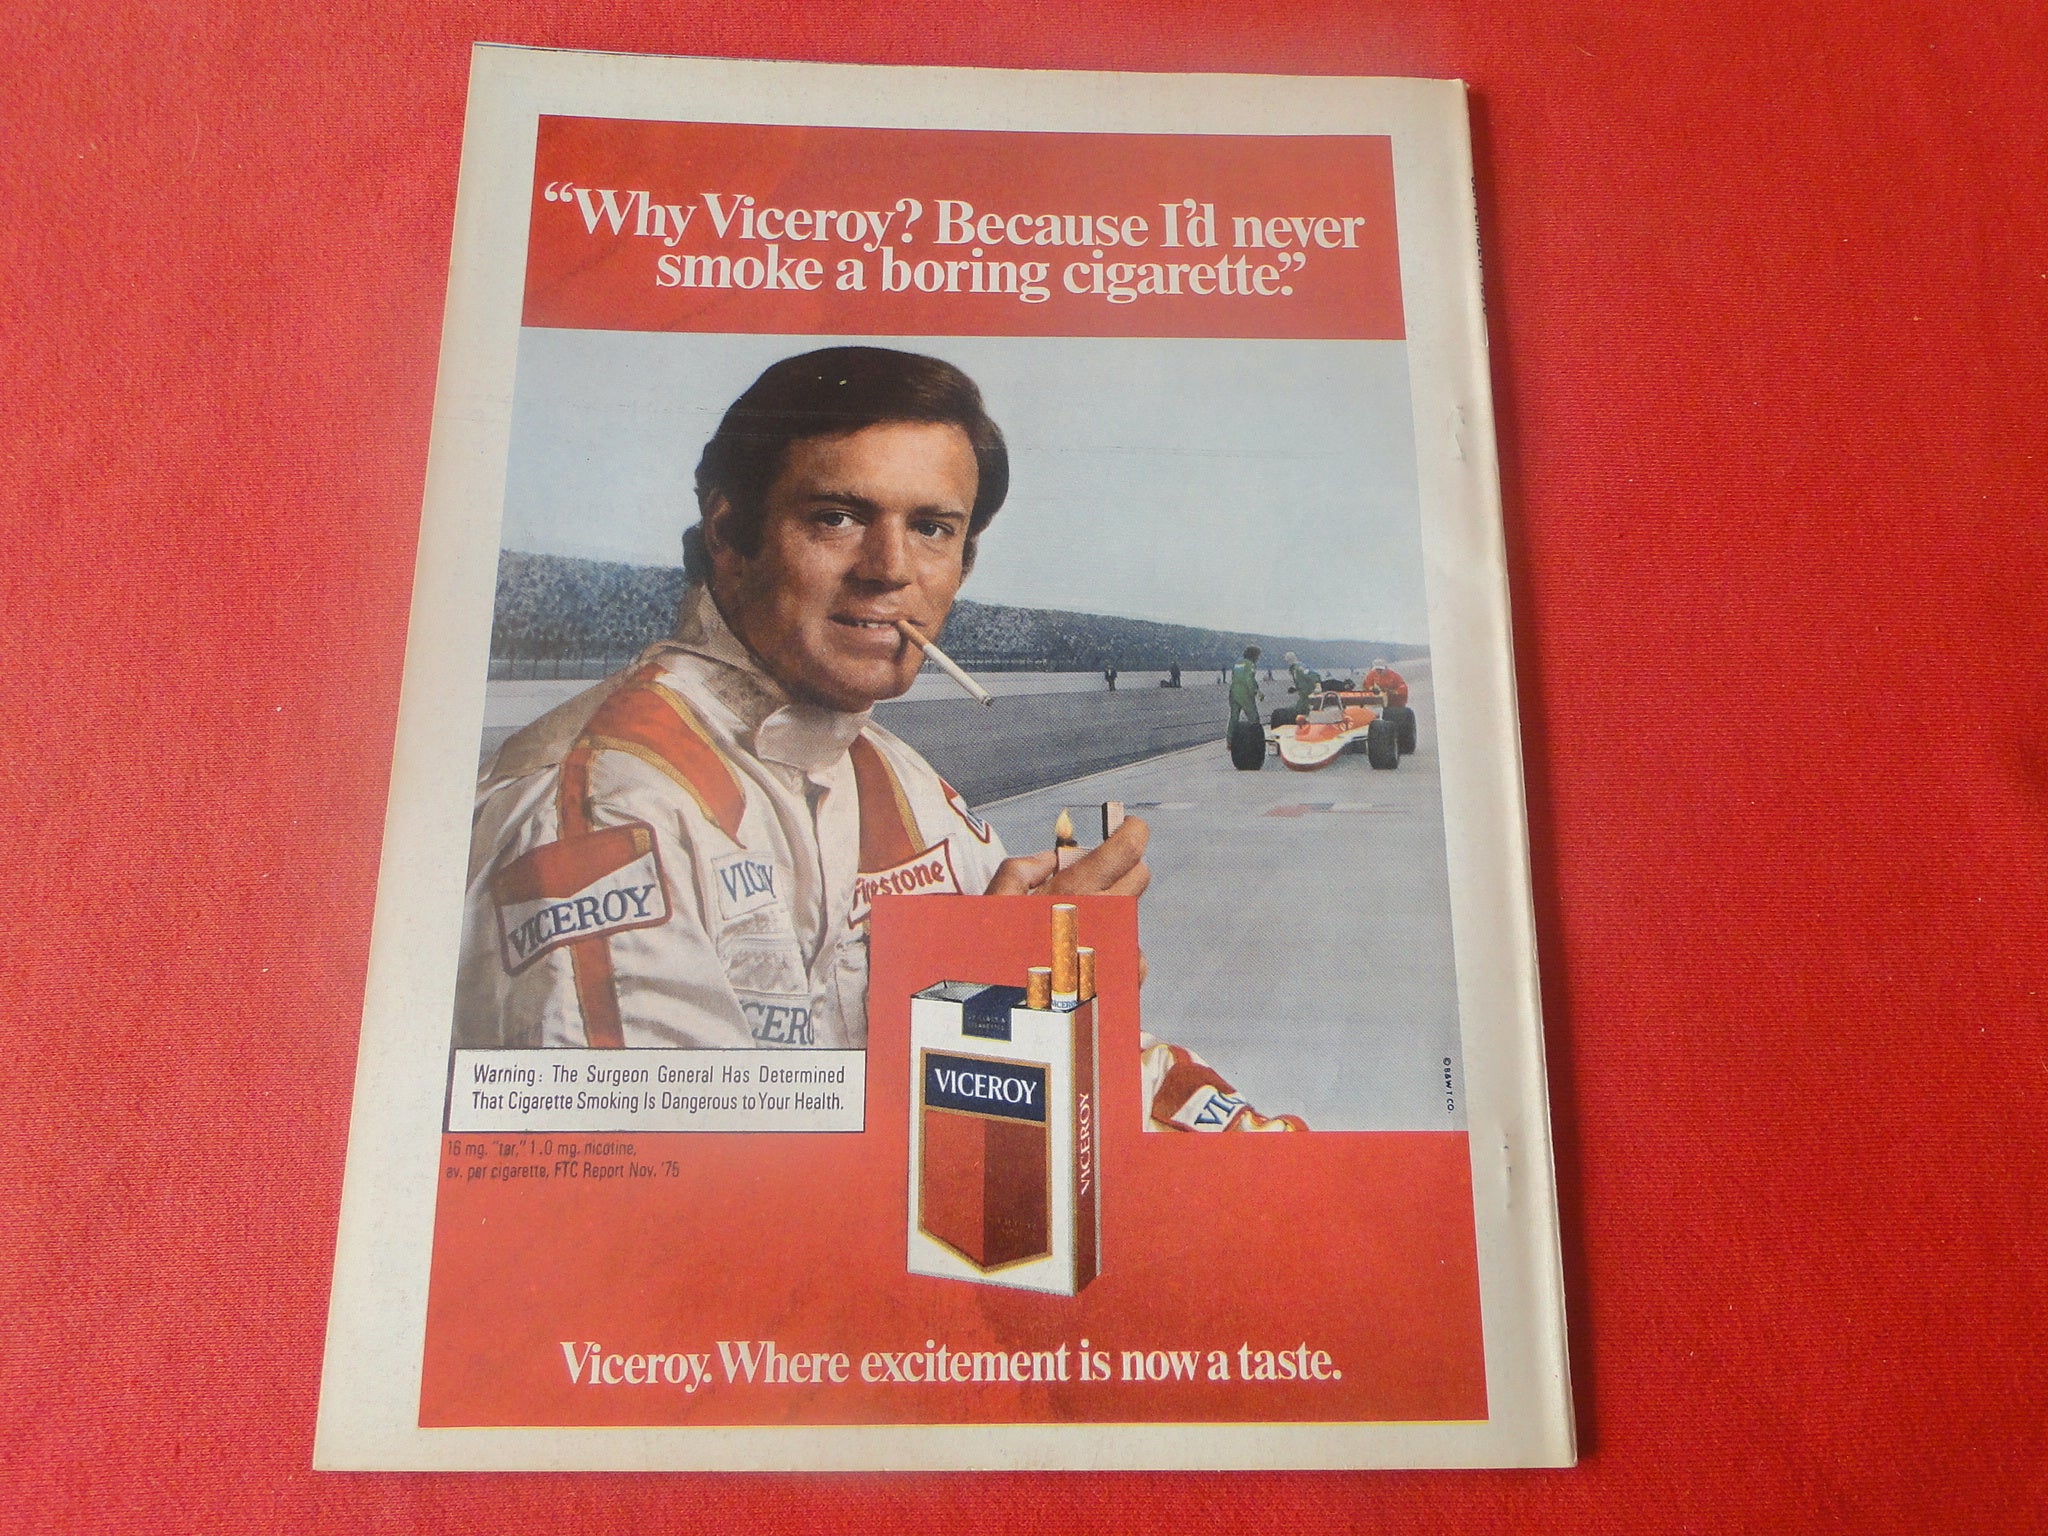 “Why Viceroy? Because I'd never
smoke a boring cigarette.”
VICEROY
Firestone
Warning: The Surgeon General Has Determined
That Cigarette Smoking Is Dangerous to Your Health.
16 mg. "tar," 1.0 mg. nicotine,
av. per cigarette, FTC Report Nov. '75
VICEROY
VICEROY
© B&W T CO.
Viceroy. Where excitement is now a taste.